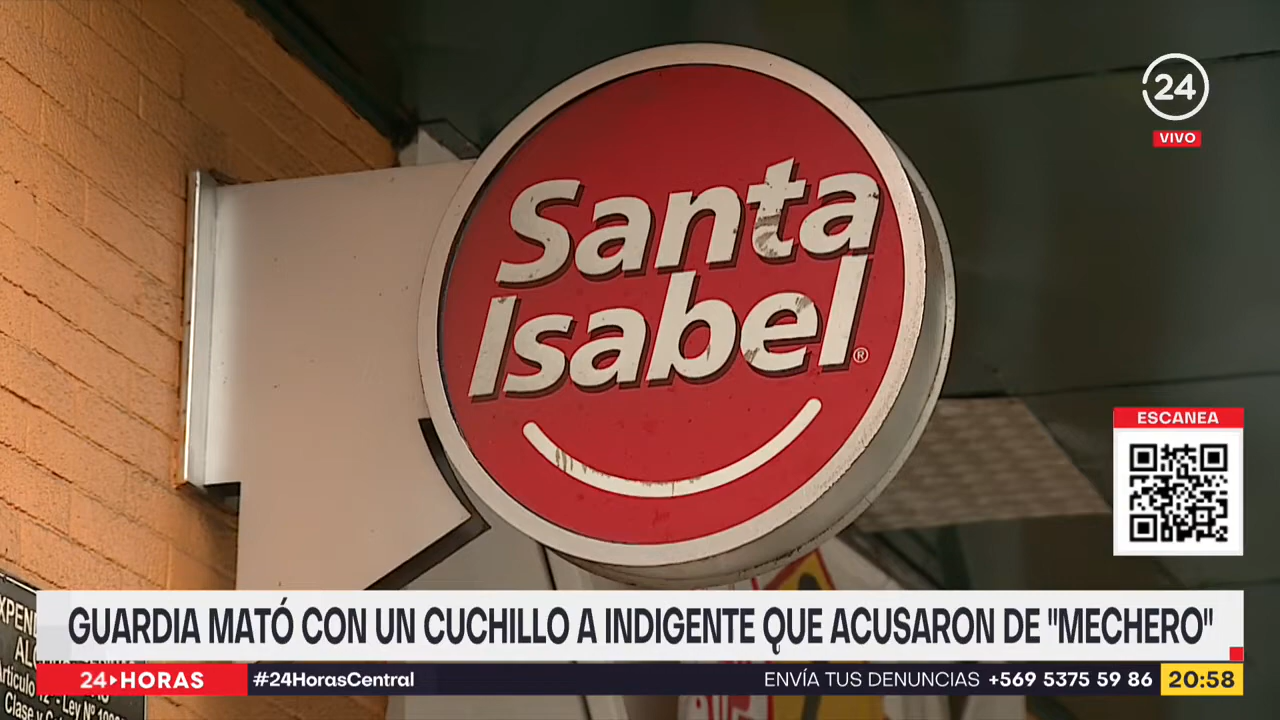 24
VIVO
Santa
Isabel
®
ESCANEA
GUARDIA MATÓ CON UN CUCHILLO A INDIGENTE QUE ACUSARON DE "MECHERO"
24 HORAS
#24HorasCentral
ENVÍA TUS DENUNCIAS +569 5375 59 86
20:58